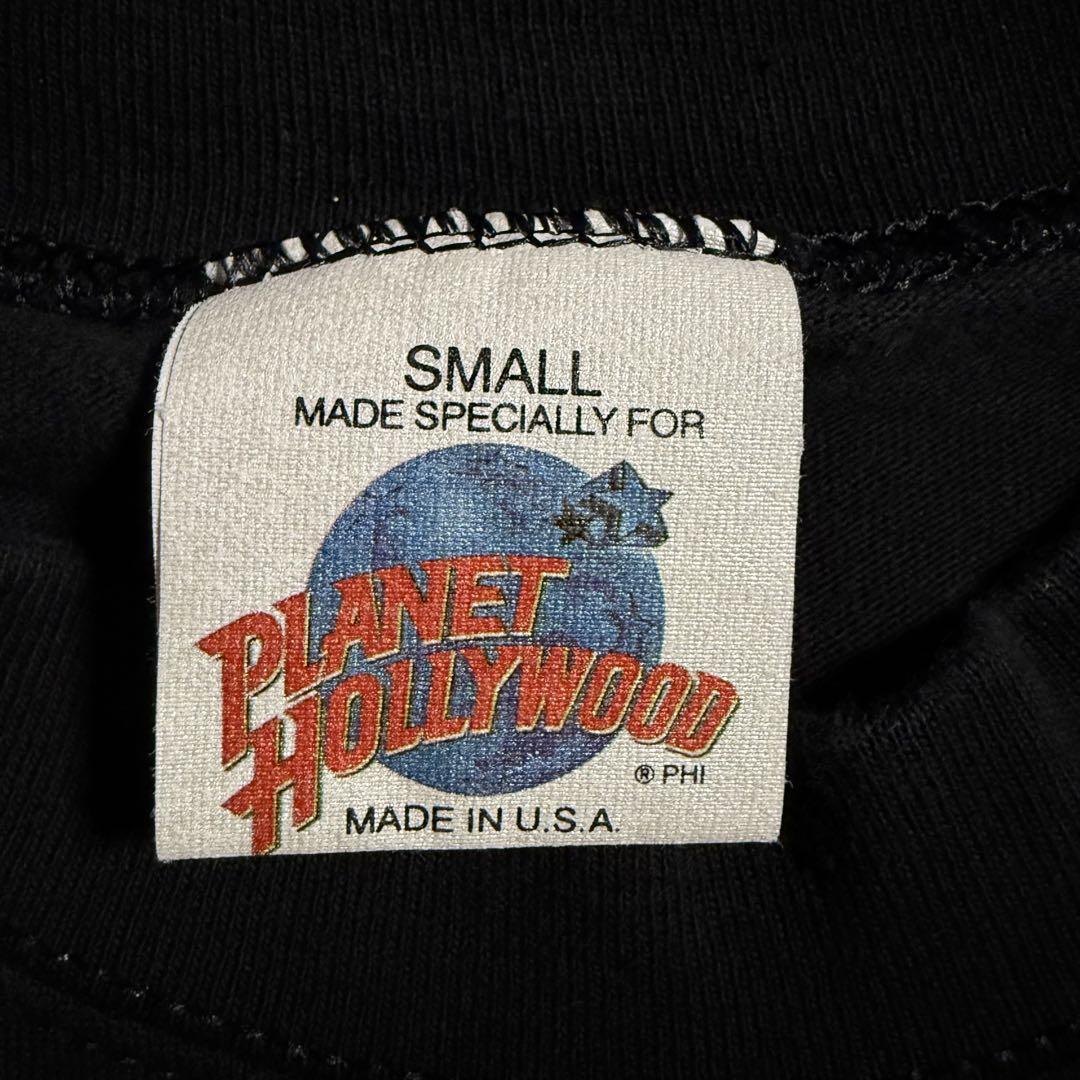 SMALL
MADE SPECIALLY FOR
PLANET
HOLLYWOOD
® PHI
MADE IN U.S.A.